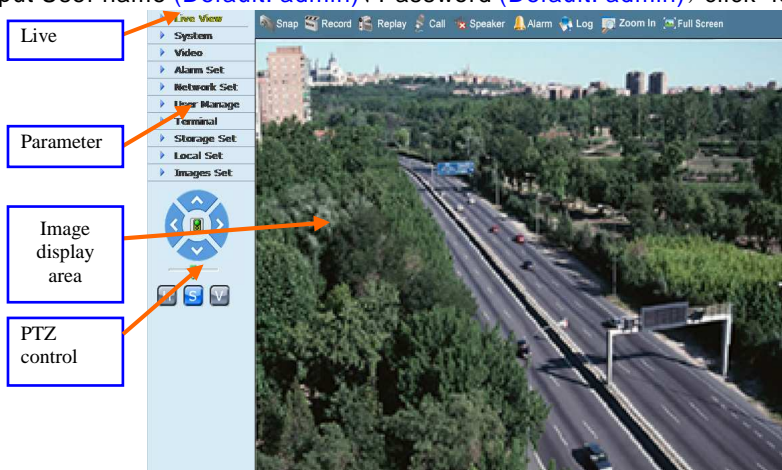 put User name (Default: admin)、Password (Default: admin)，click
Live
Parameter
Image
display
area
PTZ
control
Live View
System
Video
Alarm Set
Network Set
User Manage
Terminal
Storage Set
Local Set
Images Set
S V
Snap Record Replay Call Speaker Alarm Log Zoom In Full Screen